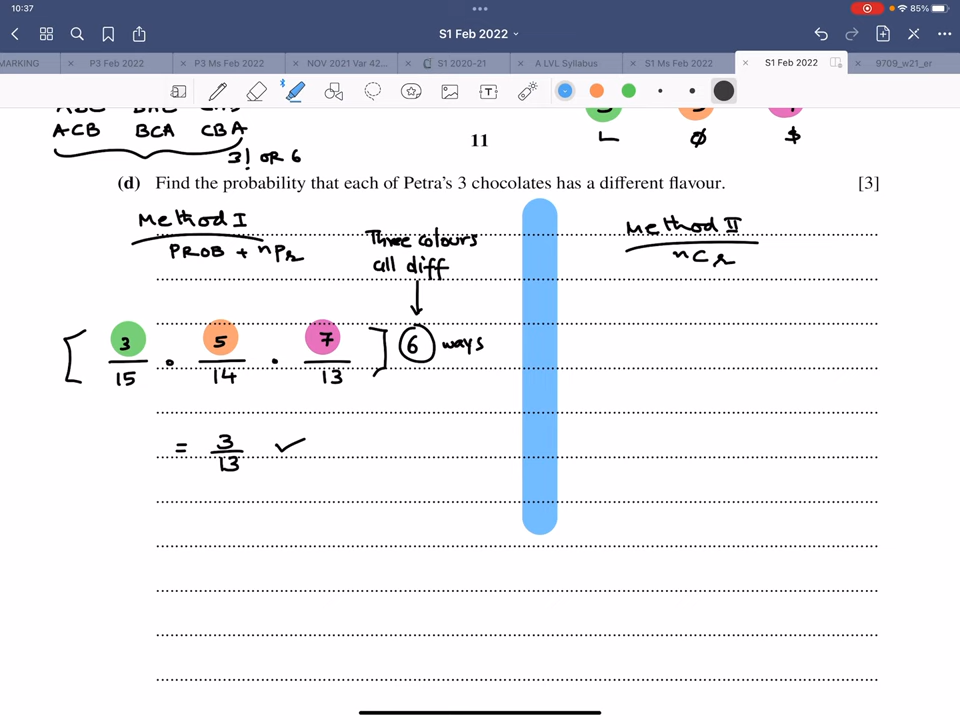 10:37
85%
S1 Feb 2022
MARKING
P3 Feb 2022
P3 Ms Feb 2022
NOV 2021 Var 42...
S1 2020-21
A LVL Syllabus
S1 Ms Feb 2022
S1 Feb 2022
9709_w21_er
ACB BCA CBA
3! OR 6
11
L Ø $
(d) Find the probability that each of Petra's 3 chocolates has a different flavour. [3]
Method I
PROB + nPr
Three colours
all diff
Method II
nCr
[ 3/15 . 5/14 . 7/13 ] 6 ways
= 3/13 ✓